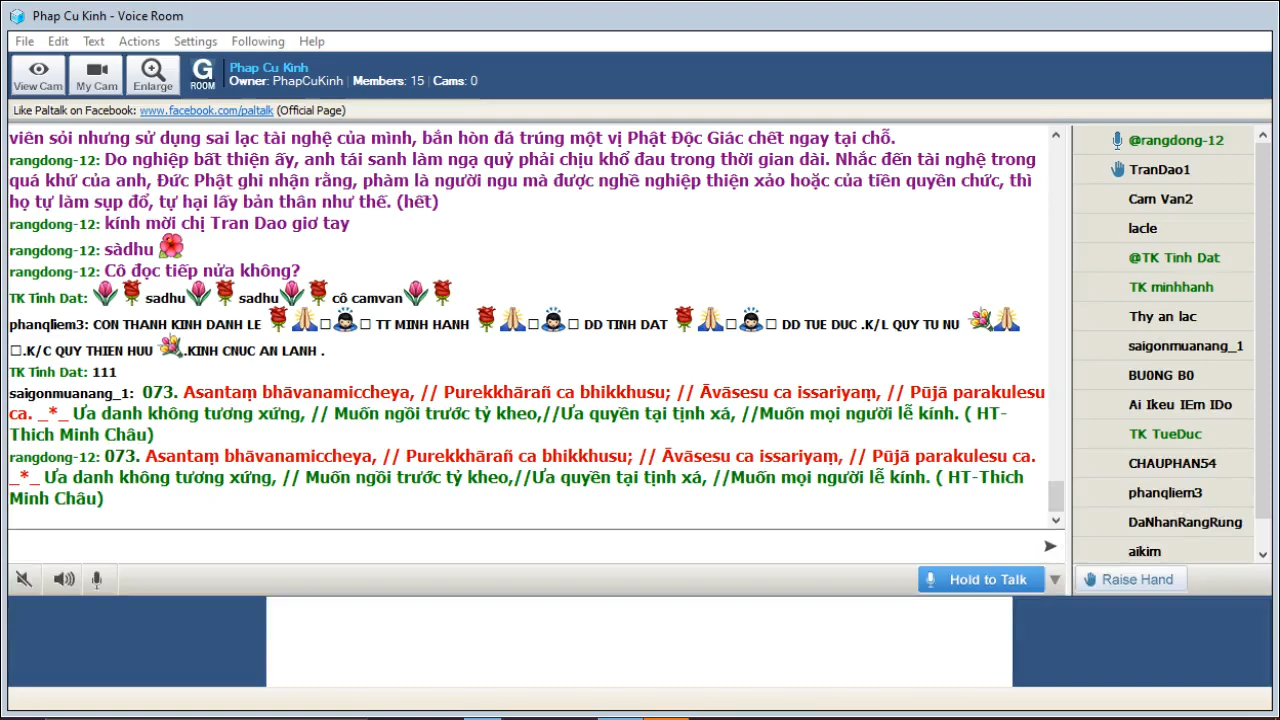 Phap Cu Kinh - Voice Room
File Edit Text Actions Settings Following Help
View Cam My Cam Enlarge G ROOM
Phap Cu Kinh
Owner: PhapCuKinh | Members: 15 | Cams: 0
Like Paltalk on Facebook: www.facebook.com/paltalk (Official Page)
viên sỏi nhưng sử dụng sai lạc tài nghệ của mình, bắn hòn đá trúng một vị Phật Độc Giác chết ngay tại chỗ.
rangdong-12: Do nghiệp bất thiện ấy, anh tái sanh làm ngạ quỷ phải chịu khổ đau trong thời gian dài. Nhắc đến tài nghệ trong
quá khứ của anh, Đức Phật ghi nhận rằng, phàm là người ngu mà được nghề nghiệp thiện xảo hoặc của tiền quyền chức, thì
họ tự làm sụp đổ, tự hại lấy bản thân như thế. (hết)
rangdong-12: kính mời chị Tran Dao giơ tay
rangdong-12: sàdhu
rangdong-12: Cô đọc tiếp nửa không?
TK Tinh Dat: sadhu sadhu cô camvan
phanqliem3: CON THANH KINH DANH LE TT MINH HANH DD TINH DAT DD TUE DUC .K/L QUY TU NU
.K/C QUY THIEN HUU .KINH CNUC AN LANH .
TK Tinh Dat: 111
saigonmuanang_1: 073. Asantaṃ bhāvanamiccheya, // Purekkhārañ ca bhikkhusu; // Āvāsesu ca issariyaṃ, // Pūjā parakulesu
ca. _*_ Ưa danh không tương xứng, // Muốn ngồi trước tỷ kheo,//Ưa quyền tại tịnh xá, //Muốn mọi người lễ kính. ( HT-
Thich Minh Châu)
rangdong-12: 073. Asantaṃ bhāvanamiccheya, // Purekkhārañ ca bhikkhusu; // Āvāsesu ca issariyaṃ, // Pūjā parakulesu ca.
_*_ Ưa danh không tương xứng, // Muốn ngồi trước tỷ kheo,//Ưa quyền tại tịnh xá, //Muốn mọi người lễ kính. ( HT-Thich
Minh Châu)
Hold to Talk
@rangdong-12
TranDao1
Cam Van2
lacle
@TK Tinh Dat
TK minhhanh
Thy an lac
saigonmuanang_1
BU0NG B0
Ai Ikeu IEm IDo
TK TueDuc
CHAUPHAN54
phanqliem3
DaNhanRangRung
aikim
Raise Hand